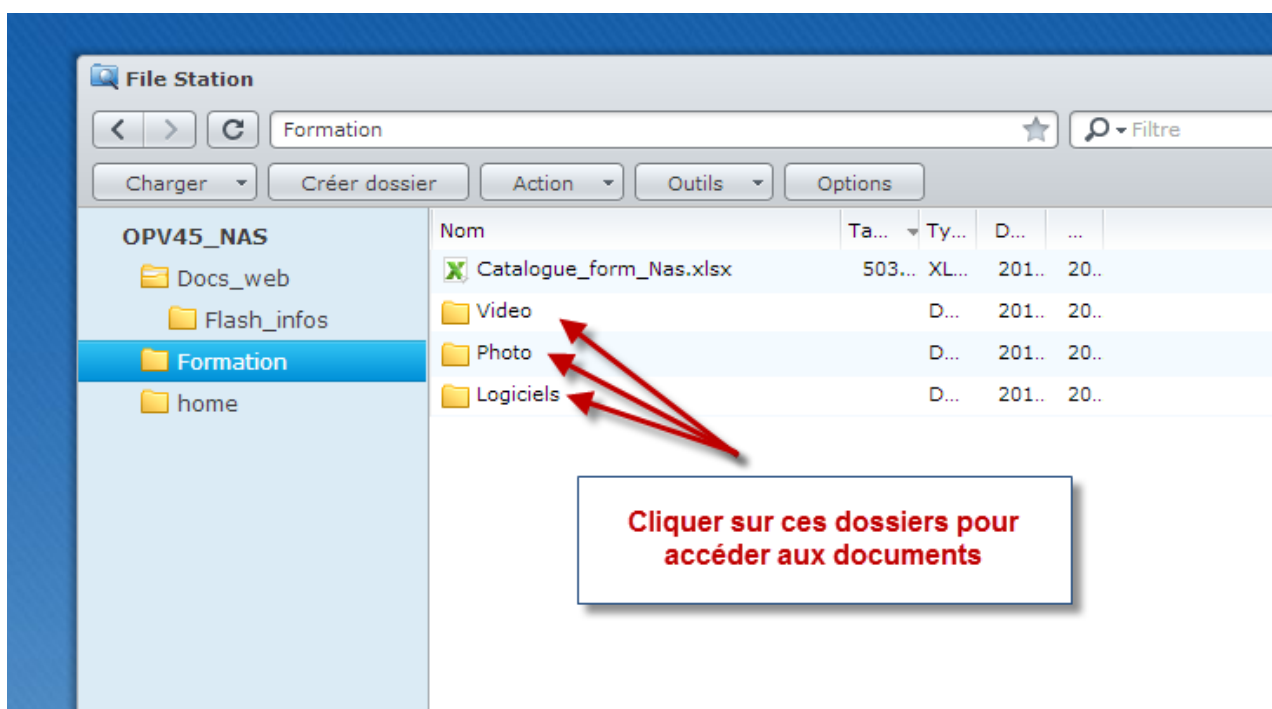 File Station
Formation
Filtre
Charger Créer dossier Action Outils Options
OPV45_NAS
Docs_web
Flash_infos
Formation
home
Nom Ta... Ty... D... ...
Catalogue_form_Nas.xlsx 503... XL... 201.. 20..
Video D... 201.. 20..
Photo D... 201.. 20..
Logiciels D... 201.. 20..
Cliquer sur ces dossiers pour
accéder aux documents